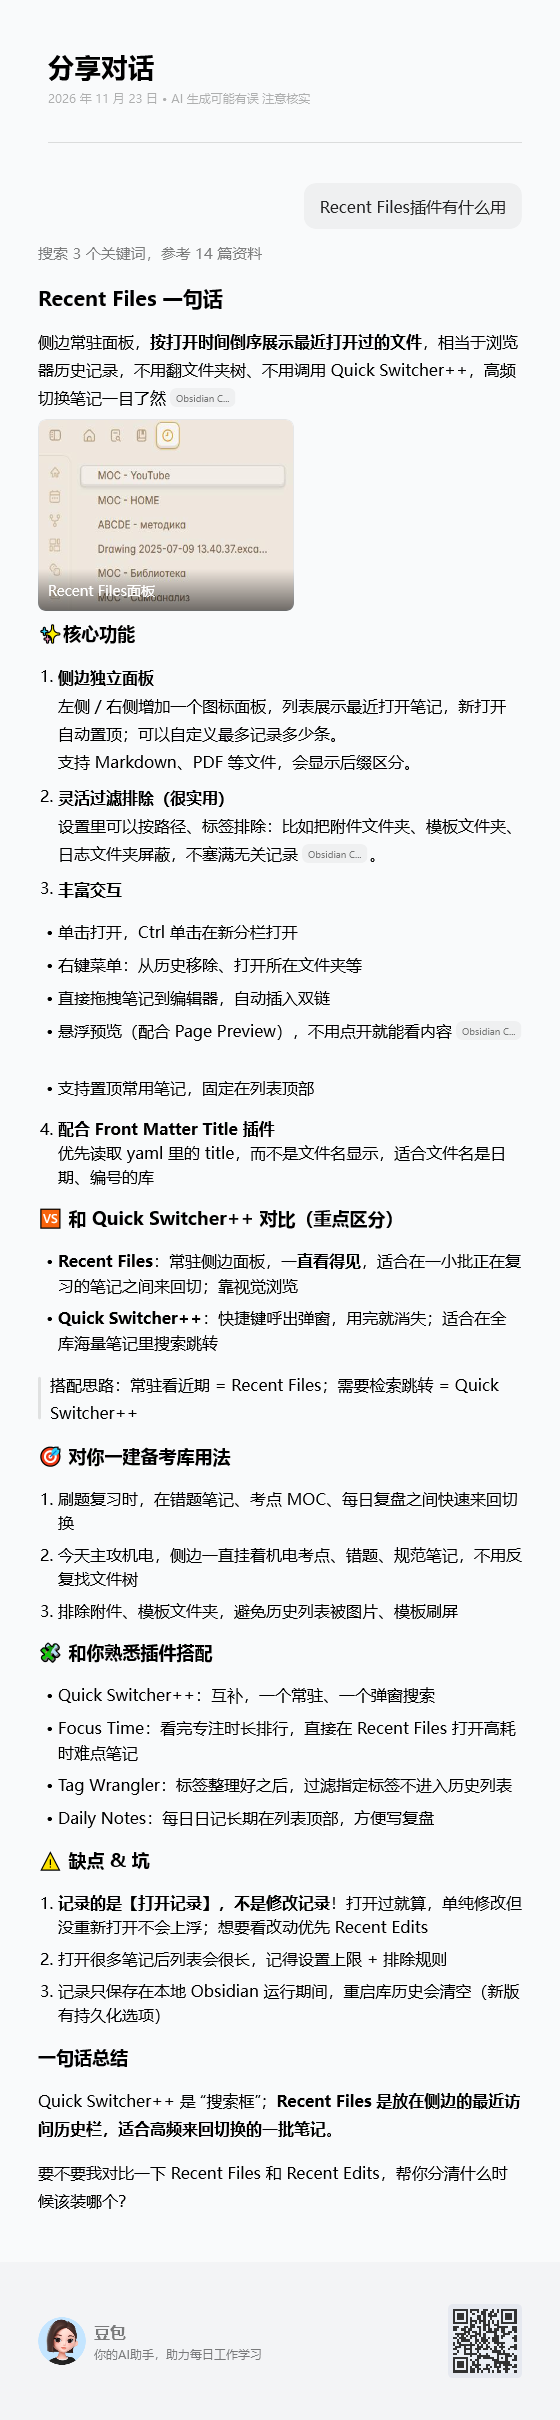 分享对话
2026 年 11 月 23 日 • AI 生成可能有误 注意核实
Recent Files插件有什么用
搜索 3 个关键词，参考 14 篇资料
Recent Files 一句话
侧边常驻面板，按打开时间倒序展示最近打开过的文件，相当于浏览
器历史记录，不用翻文件夹树、不用调用 Quick Switcher++，高频
切换笔记一目了然 Obsidian C...
MOC - YouTube
MOC - HOME
ABCDE - методика
Drawing 2025-07-09 13.40.37.exca...
MOC - Библиотека
MOC - Самоанализ
Recent Files面板
✨核心功能
1. 侧边独立面板
左侧 / 右侧增加一个图标面板，列表展示最近打开笔记，新打开
自动置顶；可以自定义最多记录多少条。
支持 Markdown、PDF 等文件，会显示后缀区分。
2. 灵活过滤排除（很实用）
设置里可以按路径、标签排除：比如把附件文件夹、模板文件夹、
日志文件夹屏蔽，不塞满无关记录 Obsidian C... 。
3. 丰富交互
• 单击打开，Ctrl 单击在新分栏打开
• 右键菜单：从历史移除、打开所在文件夹等
• 直接拖拽笔记到编辑器，自动插入双链
• 悬浮预览（配合 Page Preview），不用点开就能看内容 Obsidian C...
• 支持置顶常用笔记，固定在列表顶部
4. 配合 Front Matter Title 插件
优先读取 yaml 里的 title，而不是文件名显示，适合文件名是日
期、编号的库
🆚 和 Quick Switcher++ 对比（重点区分）
• Recent Files：常驻侧边面板，一直看得见，适合在一小批正在复
习的笔记之间来回切；靠视觉浏览
• Quick Switcher++：快捷键呼出弹窗，用完就消失；适合在全
库海量笔记里搜索跳转
搭配思路：常驻看近期 = Recent Files；需要检索跳转 = Quick
Switcher++
🎯 对你一建备考库用法
1. 刷题复习时，在错题笔记、考点 MOC、每日复盘之间快速来回切
换
2. 今天主攻机电，侧边一直挂着机电考点、错题、规范笔记，不用反
复找文件树
3. 排除附件、模板文件夹，避免历史列表被图片、模板刷屏
🧩 和你熟悉插件搭配
• Quick Switcher++：互补，一个常驻、一个弹窗搜索
• Focus Time：看完专注时长排行，直接在 Recent Files 打开高耗
时难点笔记
• Tag Wrangler：标签整理好之后，过滤指定标签不进入历史列表
• Daily Notes：每日日记长期在列表顶部，方便写复盘
⚠️ 缺点 & 坑
1. 记录的是【打开记录】，不是修改记录！打开过就算，单纯修改但
没重新打开不会上浮；想要看改动优先 Recent Edits
2. 打开很多笔记后列表会很长，记得设置上限 + 排除规则
3. 记录只保存在本地 Obsidian 运行期间，重启库历史会清空（新版
有持久化选项）
一句话总结
Quick Switcher++ 是 “搜索框”；Recent Files 是放在侧边的最近访
问历史栏，适合高频来回切换的一批笔记。
要不要我对比一下 Recent Files 和 Recent Edits，帮你分清什么时
候该装哪个？
豆包
你的AI助手，助力每日工作学习